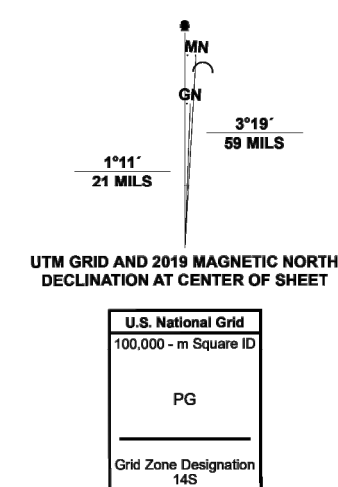 MN
GN
3°19´
59 MILS
1°11´
21 MILS
UTM GRID AND 2019 MAGNETIC NORTH
DECLINATION AT CENTER OF SHEET
U.S. National Grid
100,000 - m Square ID
PG
Grid Zone Designation
14S